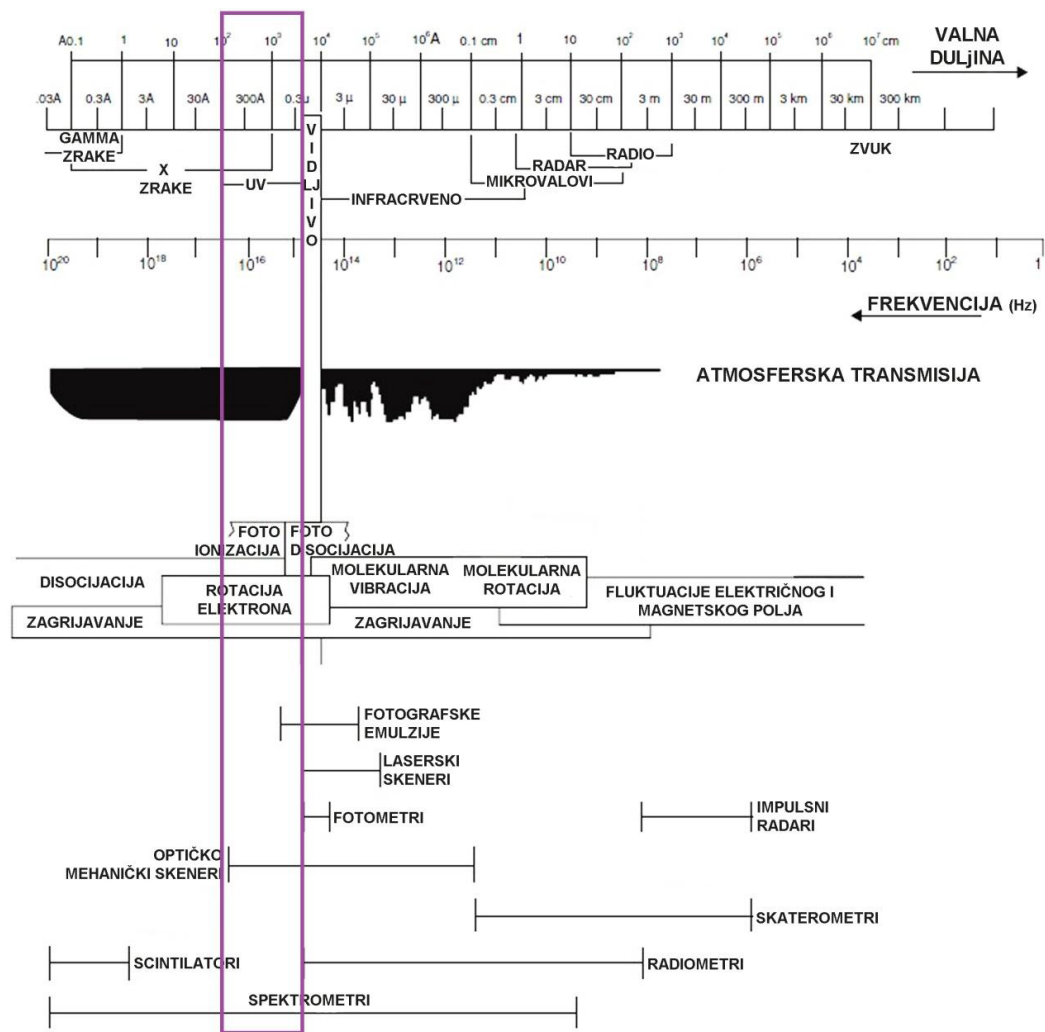 A0.1 1 10 10² 10³ 10⁴ 10⁵ 10⁶A 0.1 cm 1 10 10² 10³ 10⁴ 10⁵ 10⁶ 10⁷ cm
VALNA
DULjINA
.03A 0.3A 3A 30A 300A 0.3μ 3 μ 30 μ 300 μ 0.3 cm 3 cm 30 cm 3 m 30 m 300 m 3 km 30 km 300 km
GAMMA
ZRAKE
X
ZRAKE
UV
VIDLJIVO
INFRACRVENO
MIKROVALOVI
RADAR
RADIO
ZVUK
10²⁰ 10¹⁸ 10¹⁶ 10¹⁴ 10¹² 10¹⁰ 10⁸ 10⁶ 10⁴ 10² 1
FREKVENCIJA (Hz)
ATMOSFERSKA TRANSMISIJA
FOTO
IONIZACIJA
FOTO
DISOCIJACIJA
DISOCIJACIJA
ROTACIJA
ELEKTRONA
MOLEKULARNA
VIBRACIJA
MOLEKULARNA
ROTACIJA
FLUKTUACIJE ELEKTRIČNOG I
MAGNETSKOG POLJA
ZAGRIJAVANJE
ZAGRIJAVANJE
FOTOGRAFSKE
EMULZIJE
LASERSKI
SKENERI
FOTOMETRI
IMPULSNI
RADARI
OPTIČKO
MEHANIČKI SKENERI
SKATEROMETRI
SCINTILATORI
RADIOMETRI
SPEKTROMETRI